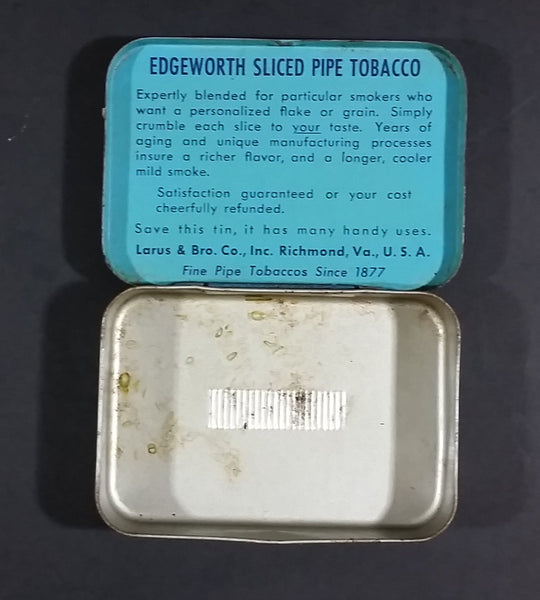 EDGEWORTH SLICED PIPE TOBACCO
Expertly blended for particular smokers who
want a personalized flake or grain. Simply
crumble each slice to your taste. Years of
aging and unique manufacturing processes
insure a richer flavor, and a longer, cooler
mild smoke.
Satisfaction guaranteed or your cost
cheerfully refunded.
Save this tin, it has many handy uses.
Larus & Bro. Co., Inc. Richmond, Va., U. S. A.
Fine Pipe Tobaccos Since 1877